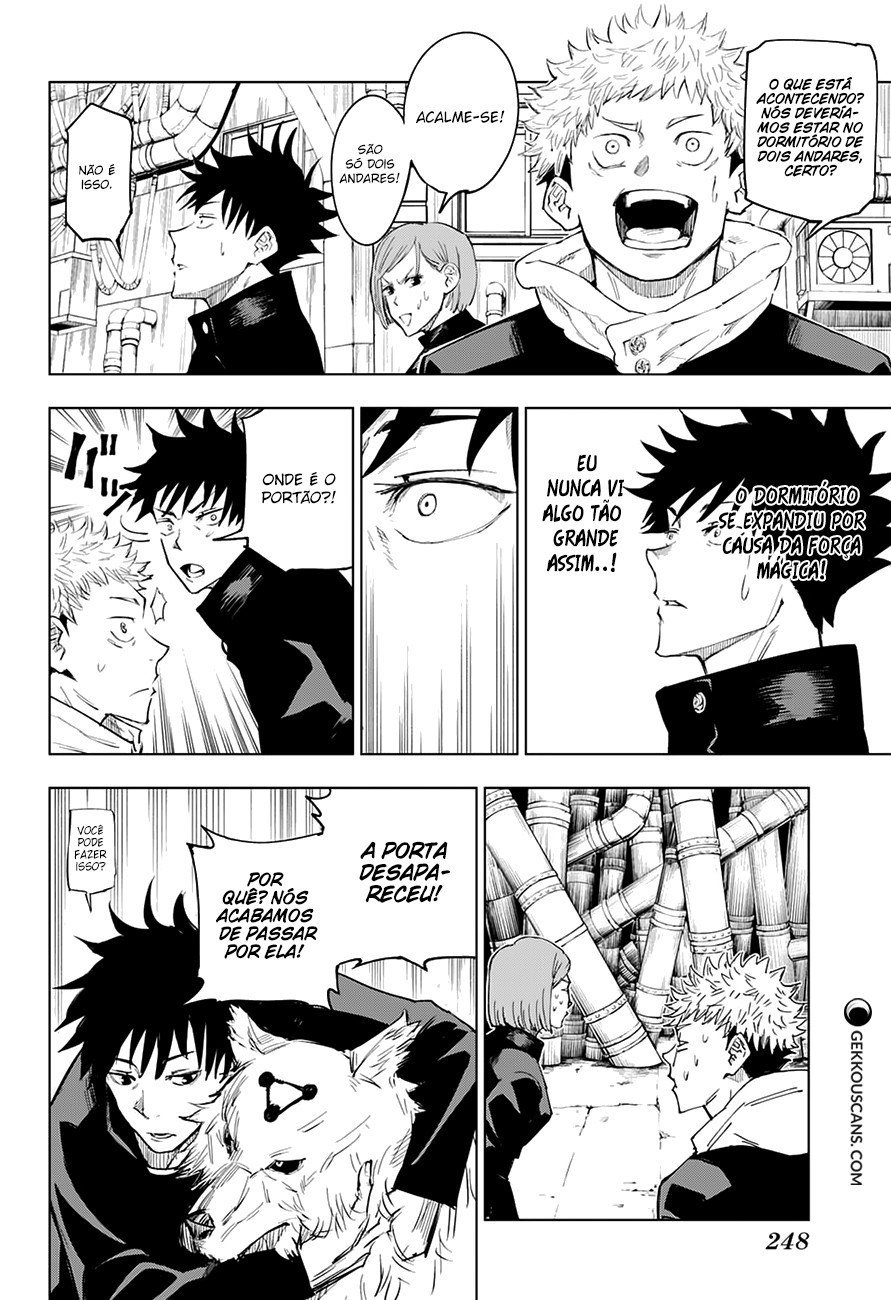 O QUE ESTÁ
ACONTECENDO?
NÓS DEVERÍA-
MOS ESTAR NO
DORMITÓRIO DE
DOIS ANDARES,
CERTO?
ACALME-SE!
SÃO
SÓ DOIS
ANDARES!
NÃO É
ISSO.
O DORMITÓRIO
SE EXPANDIU POR
CAUSA DA FORÇA
MÁGICA!
EU
NUNCA VI
ALGO TÃO
GRANDE
ASSIM..!
ONDE É O
PORTÃO?!
A PORTA
DESAPA-
RECEU!
POR
QUÊ? NÓS
ACABAMOS
DE PASSAR
POR ELA!
VOCÊ
PODE
FAZER
ISSO?
GEKKOUSCANS.COM
248